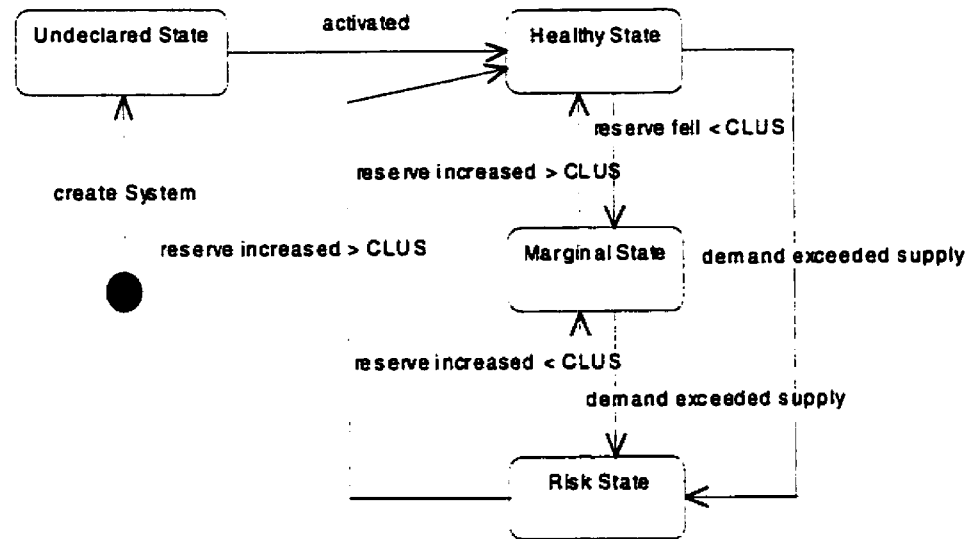 activated
Undeclared State
Healthy State
reserve fell < CLUS
reserve increased > CLUS
create System
reserve increased > CLUS
Marginal State
demand exceeded supply
reserve increased < CLUS
demand exceeded supply
Risk State